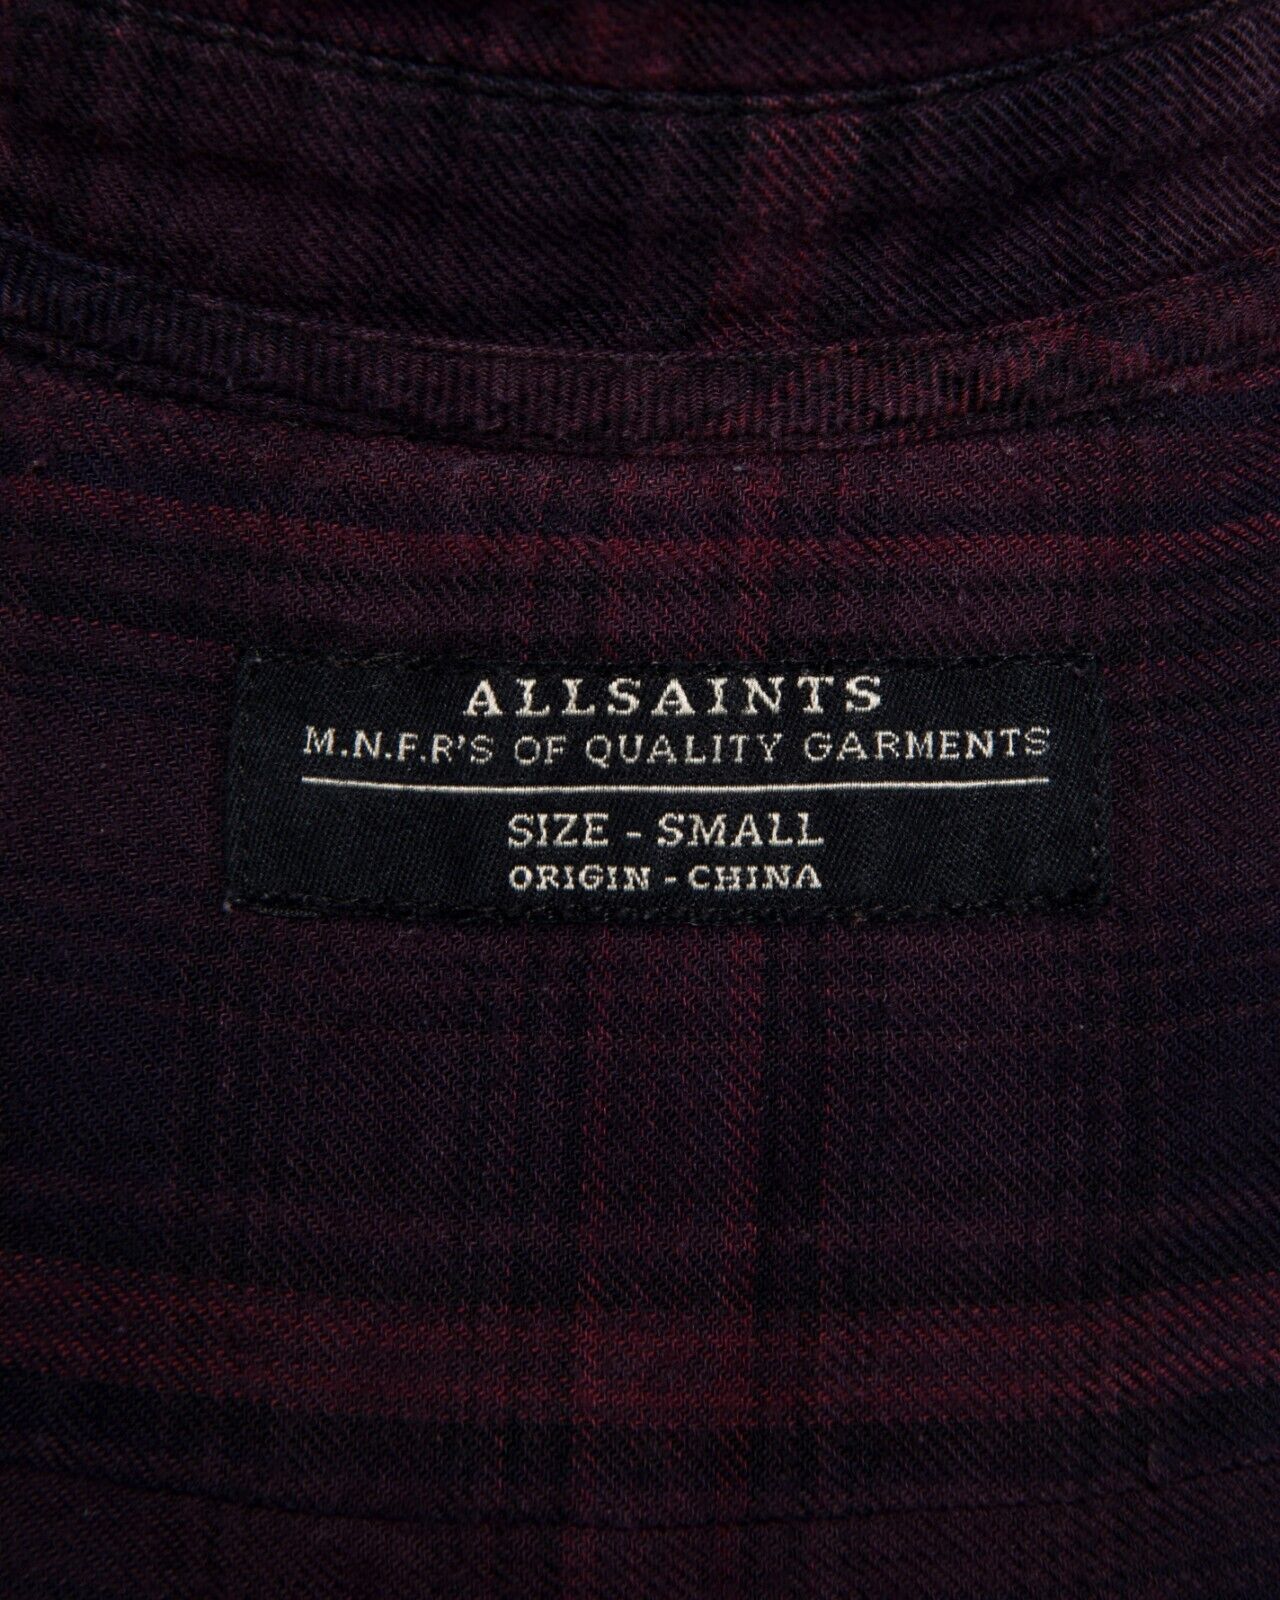 ALLSAINTS
M.N.F.R'S OF QUALITY GARMENTS
SIZE - SMALL
ORIGIN - CHINA